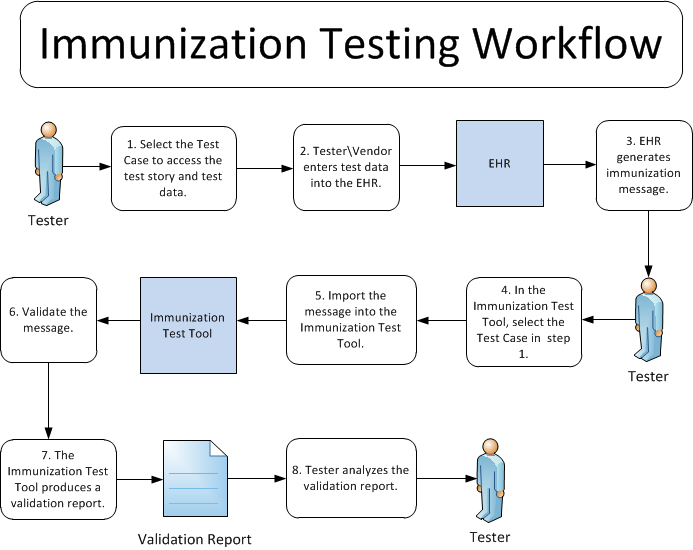 Immunization Testing Workflow
Tester
1. Select the Test
Case to access the
test story and test
data.
2. Tester\Vendor
enters test data
into the EHR.
EHR
3. EHR
generates
immunization
message.
Tester
4. In the
Immunization Test
Tool, select the
Test Case in step
1.
5. Import the
message into the
Immunization Test
Tool.
Immunization
Test Tool
6. Validate the
message.
7. The
Immunization Test
Tool produces a
validation report.
Validation Report
8. Tester analyzes the
validation report.
Tester